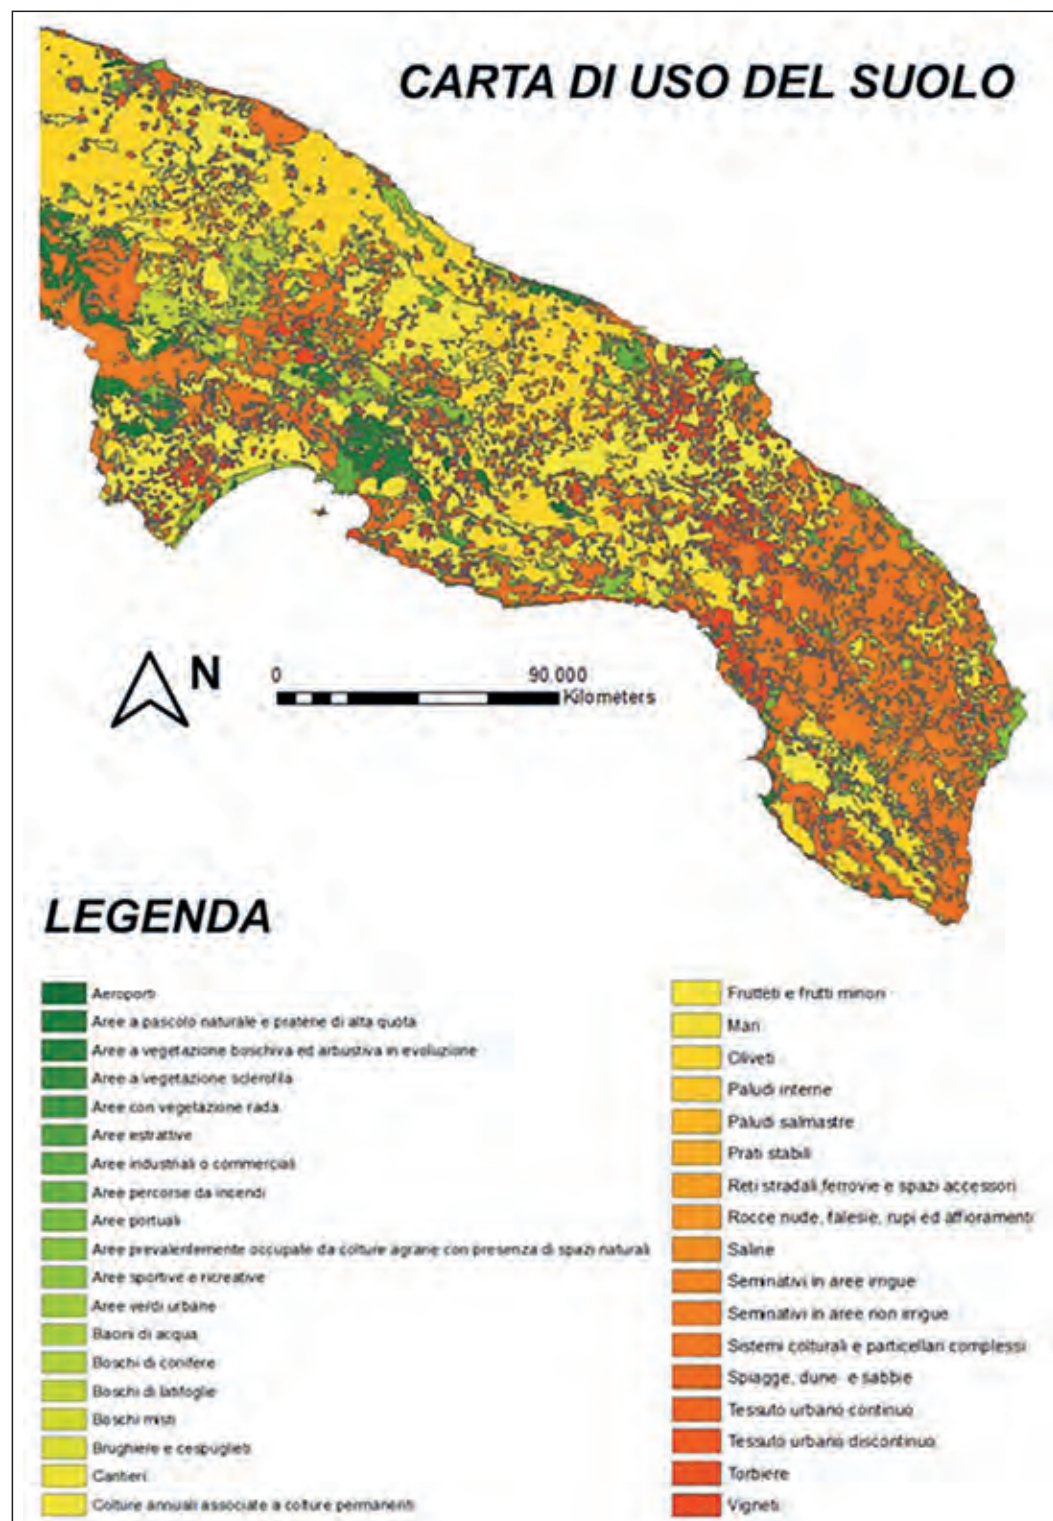 CARTA DI USO DEL SUOLO
N
0
90.000
Kilometers
LEGENDA
Aeroporti
Aree a pascolo naturale e praterie di alta quota
Aree a vegetazione boschiva ed arbustiva in evoluzione
Aree a vegetazione sclerofila
Aree con vegetazione rada
Aree estrattive
Aree industriali o commerciali
Aree percorse da incendi
Aree portuali
Aree prevalentemente occupate da colture agrarie con presenza di spazi naturali
Aree sportive e ricreative
Aree verdi urbane
Bacini di acqua
Boschi di conifere
Boschi di latifoglie
Boschi misti
Brughiere e cespuglieti
Cantieri
Colture annuali associate a colture permanenti
Frutteti e frutti minori
Mari
Oliveti
Paludi interne
Paludi salmastre
Prati stabili
Reti stradali,ferrovie e spazi accessori
Rocce nude, falesie, rupi ed affioramenti
Saline
Seminativi in aree irrigue
Seminativi in aree non irrigue
Sistemi colturali e particellari complessi
Spiagge, dune e sabbie
Tessuto urbano continuo
Tessuto urbano discontinuo
Torbiere
Vigneti